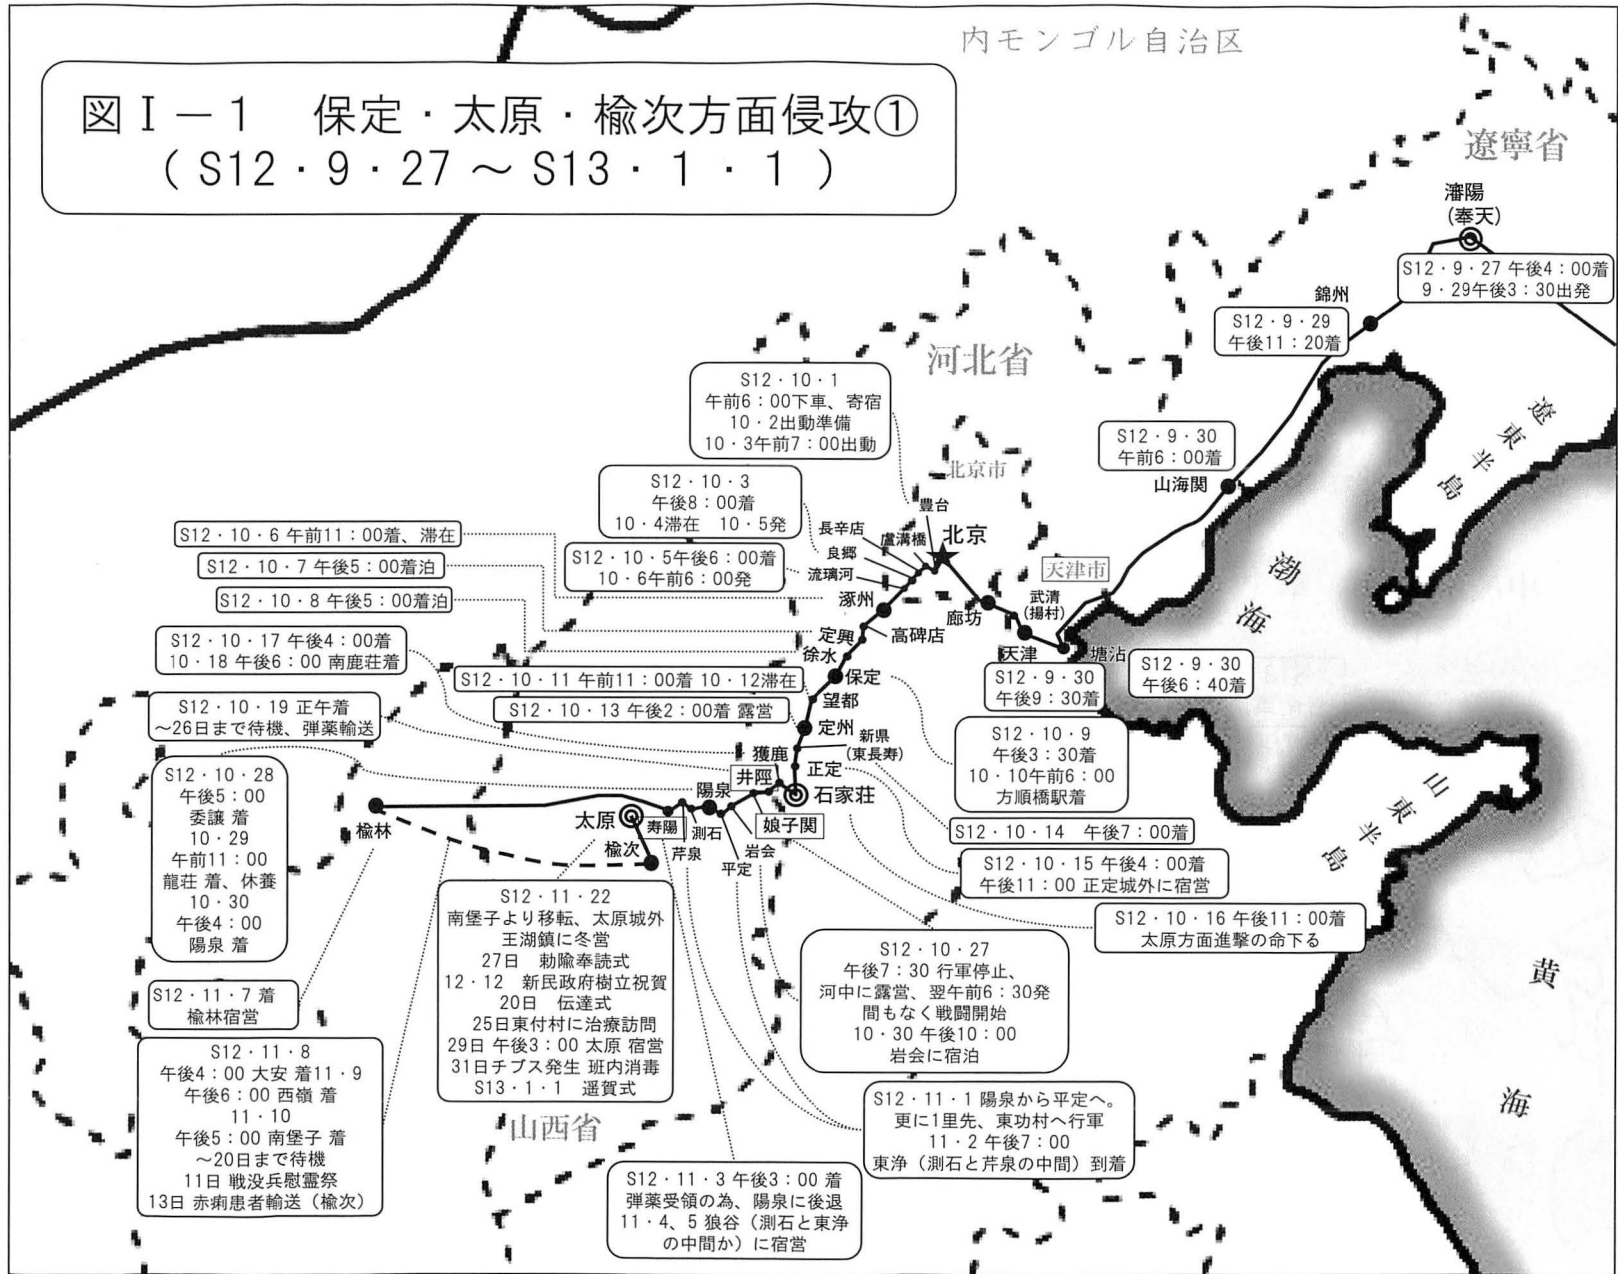 図Ⅰ－1　保定・太原・楡次方面侵攻①
（S12・9・27～S13・1・1）
内モンゴル自治区
遼寧省
瀋陽
（奉天）
S12・9・27 午後4：00着
9・29午後3：30出発
錦州
S12・9・29
午後11：20着
河北省
S12・10・1
午前6：00下車、寄宿
10・2出動準備
10・3午前7：00出動
S12・9・30
午前6：00着
山海関
遼東半島
北京市
S12・10・3
午後8：00着
10・4滞在　10・5発
豊台
長辛店
盧溝橋
北京
良郷
流璃河
S12・10・6 午前11：00着、滞在
S12・10・5午後6：00着
10・6午前6：00発
S12・10・7 午後5：00着泊
S12・10・8 午後5：00着泊
涿州
天津市
渤海
廊坊
武清
（揚村）
定興
高碑店
徐水
天津
塘沽
S12・10・17 午後4：00着
10・18 午後6：00 南鹿荘着
S12・10・11 午前11：00着 10・12滞在
保定
S12・9・30
午後9：30着
S12・9・30
午後6：40着
望都
S12・10・19 正午着
～26日まで待機、弾薬輸送
S12・10・13 午後2：00着 露営
定州
新県
（東長寿）
S12・10・9
午後3：30着
10・10午前6：00
方順橋駅着
獲鹿
正定
井陘
石家荘
陽泉
S12・10・28
午後5：00
委譲 着
10・29
午前11：00
龍荘 着、休養
10・30
午後4：00
陽泉 着
楡林
太原
寿陽
測石
娘子関
楡次
芹泉
岩会
平定
山東半島
S12・10・14　午後7：00着
S12・10・15 午後4：00着
午後11：00 正定城外に宿営
S12・10・16 午後11：00着
太原方面進撃の命下る
S12・11・22
南堡子より移転、太原城外
王湖鎮に冬営
27日　勅隃奉読式
12・12　新民政府樹立祝賀
20日　伝達式
25日東付村に治療訪問
29日 午後3：00 太原 宿営
31日チブス発生 班内消毒
S13・1・1　遥賀式
S12・10・27
午後7：30 行軍停止、
河中に露営、翌午前6：30発
間もなく戦闘開始
10・30 午後10：00
岩会に宿泊
S12・11・7 着
楡林宿営
黄海
S12・11・8
午後4：00 大安 着11・9
午後6：00 西嶺 着
11・10
午後5：00 南堡子 着
～20日まで待機
11日 戦没兵慰霊祭
13日 赤痢患者輸送（楡次）
S12・11・1 陽泉から平定へ。
更に1里先、東功村へ行軍
11・2 午後7：00
東浄（測石と芹泉の中間）到着
山西省
S12・11・3 午後3：00 着
弾薬受領の為、陽泉に後退
11・4、5 狼谷（測石と東浄
の中間か）に宿営